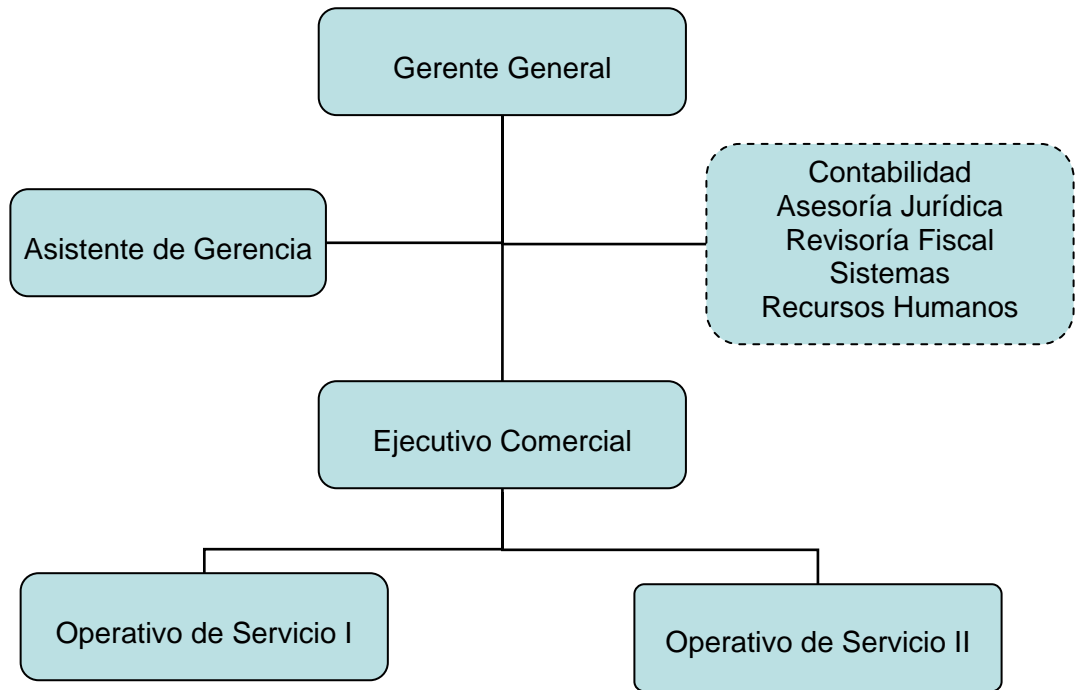 Gerente General
Asistente de Gerencia
Contabilidad
Asesoría Jurídica
Revisoría Fiscal
Sistemas
Recursos Humanos
Ejecutivo Comercial
Operativo de Servicio I
Operativo de Servicio II